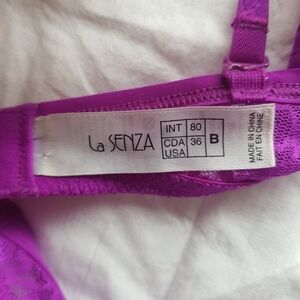 La SENZA
INT 80
CDA 36 B
USA
MADE IN CHINA
FAIT EN CHINE